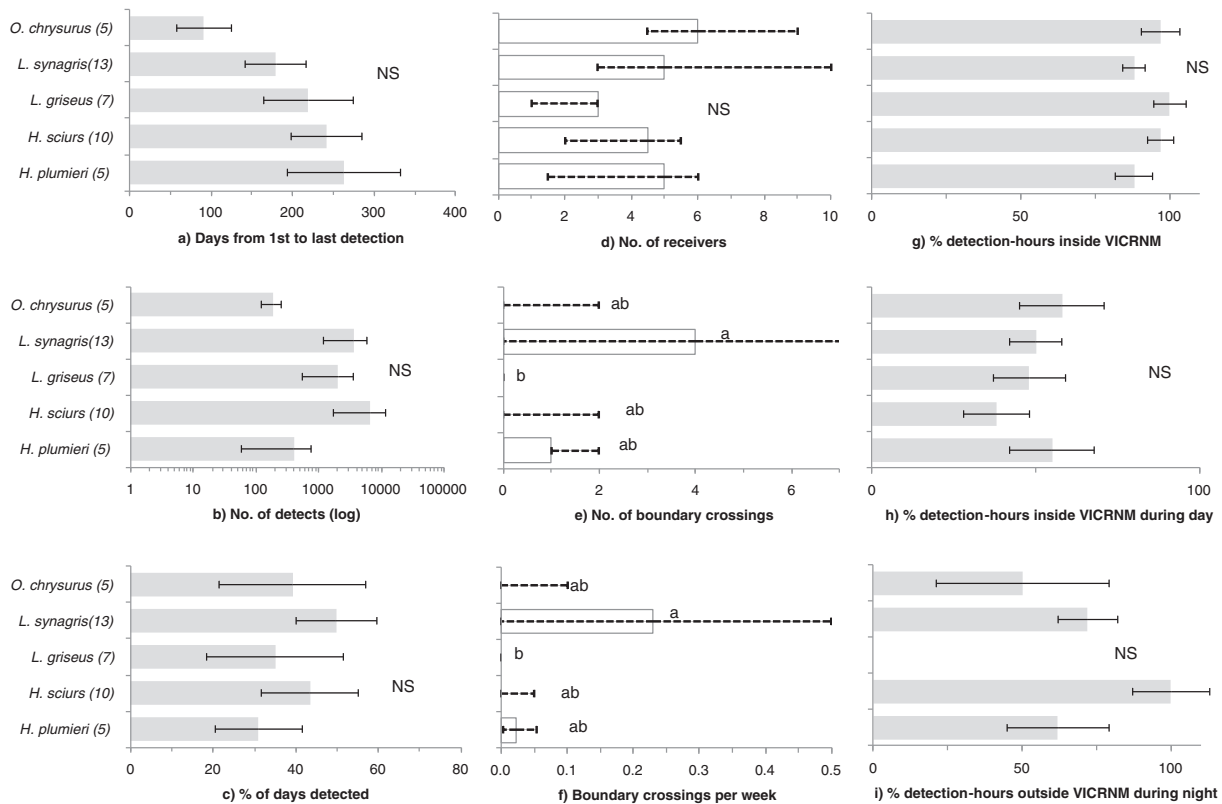 O. chrysurus (5)
L. synagris(13)
L. griseus (7)
H. sciurs (10)
H. plumieri (5)
NS
0 100 200 300 400
a) Days from 1st to last detection
NS
0 2 4 6 8 10
d) No. of receivers
NS
0 50 100
g) % detection-hours inside VICRNM
O. chrysurus (5)
L. synagris(13)
L. griseus (7)
H. sciurs (10)
H. plumieri (5)
NS
1 10 100 1000 10000 100000
b) No. of detects (log)
ab
a
b
ab
ab
0 2 4 6
e) No. of boundary crossings
NS
0 100
h) % detection-hours inside VICRNM during day
O. chrysurus (5)
L. synagris(13)
L. griseus (7)
H. sciurs (10)
H. plumieri (5)
NS
0 20 40 60 80
c) % of days detected
ab
a
b
ab
ab
0.0 0.1 0.2 0.3 0.4 0.5
f) Boundary crossings per week
NS
0 50 100
i) % detection-hours outside VICRNM during night